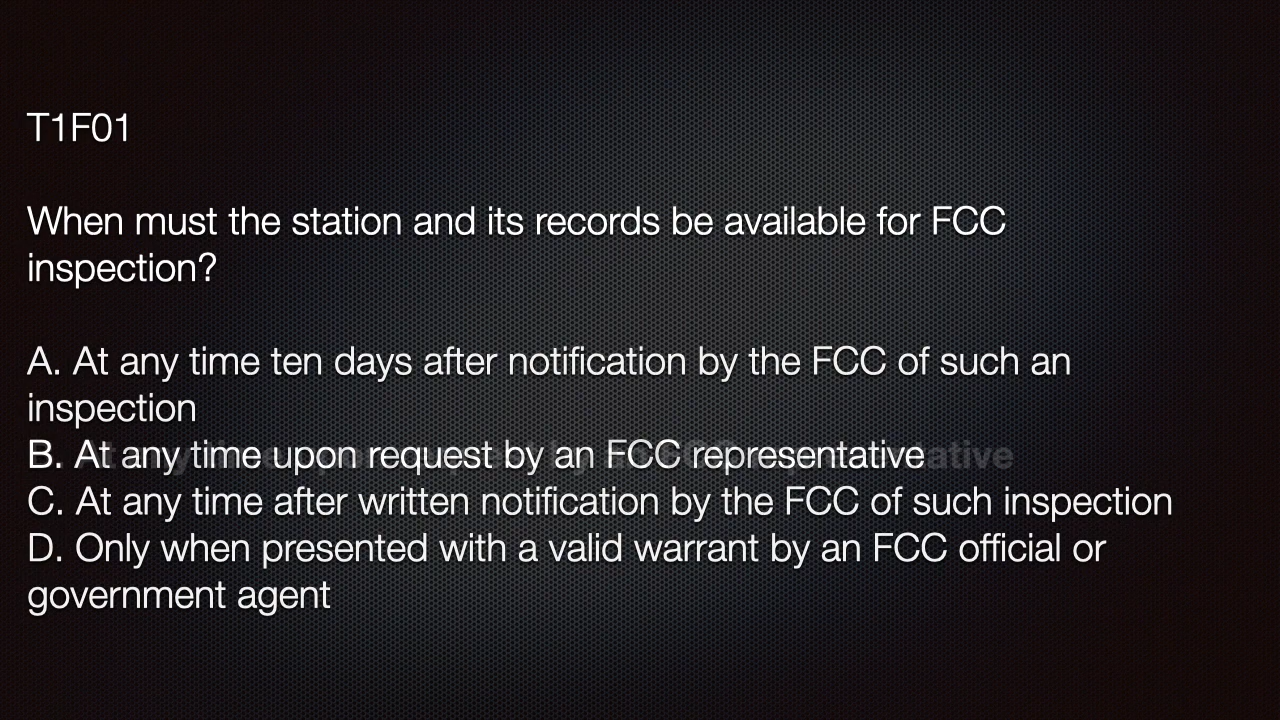 T1F01
When must the station and its records be available for FCC
inspection?
A. At any time ten days after notification by the FCC of such an
inspection
B. At any time upon request by an FCC representative
C. At any time after written notification by the FCC of such inspection
D. Only when presented with a valid warrant by an FCC official or
government agent